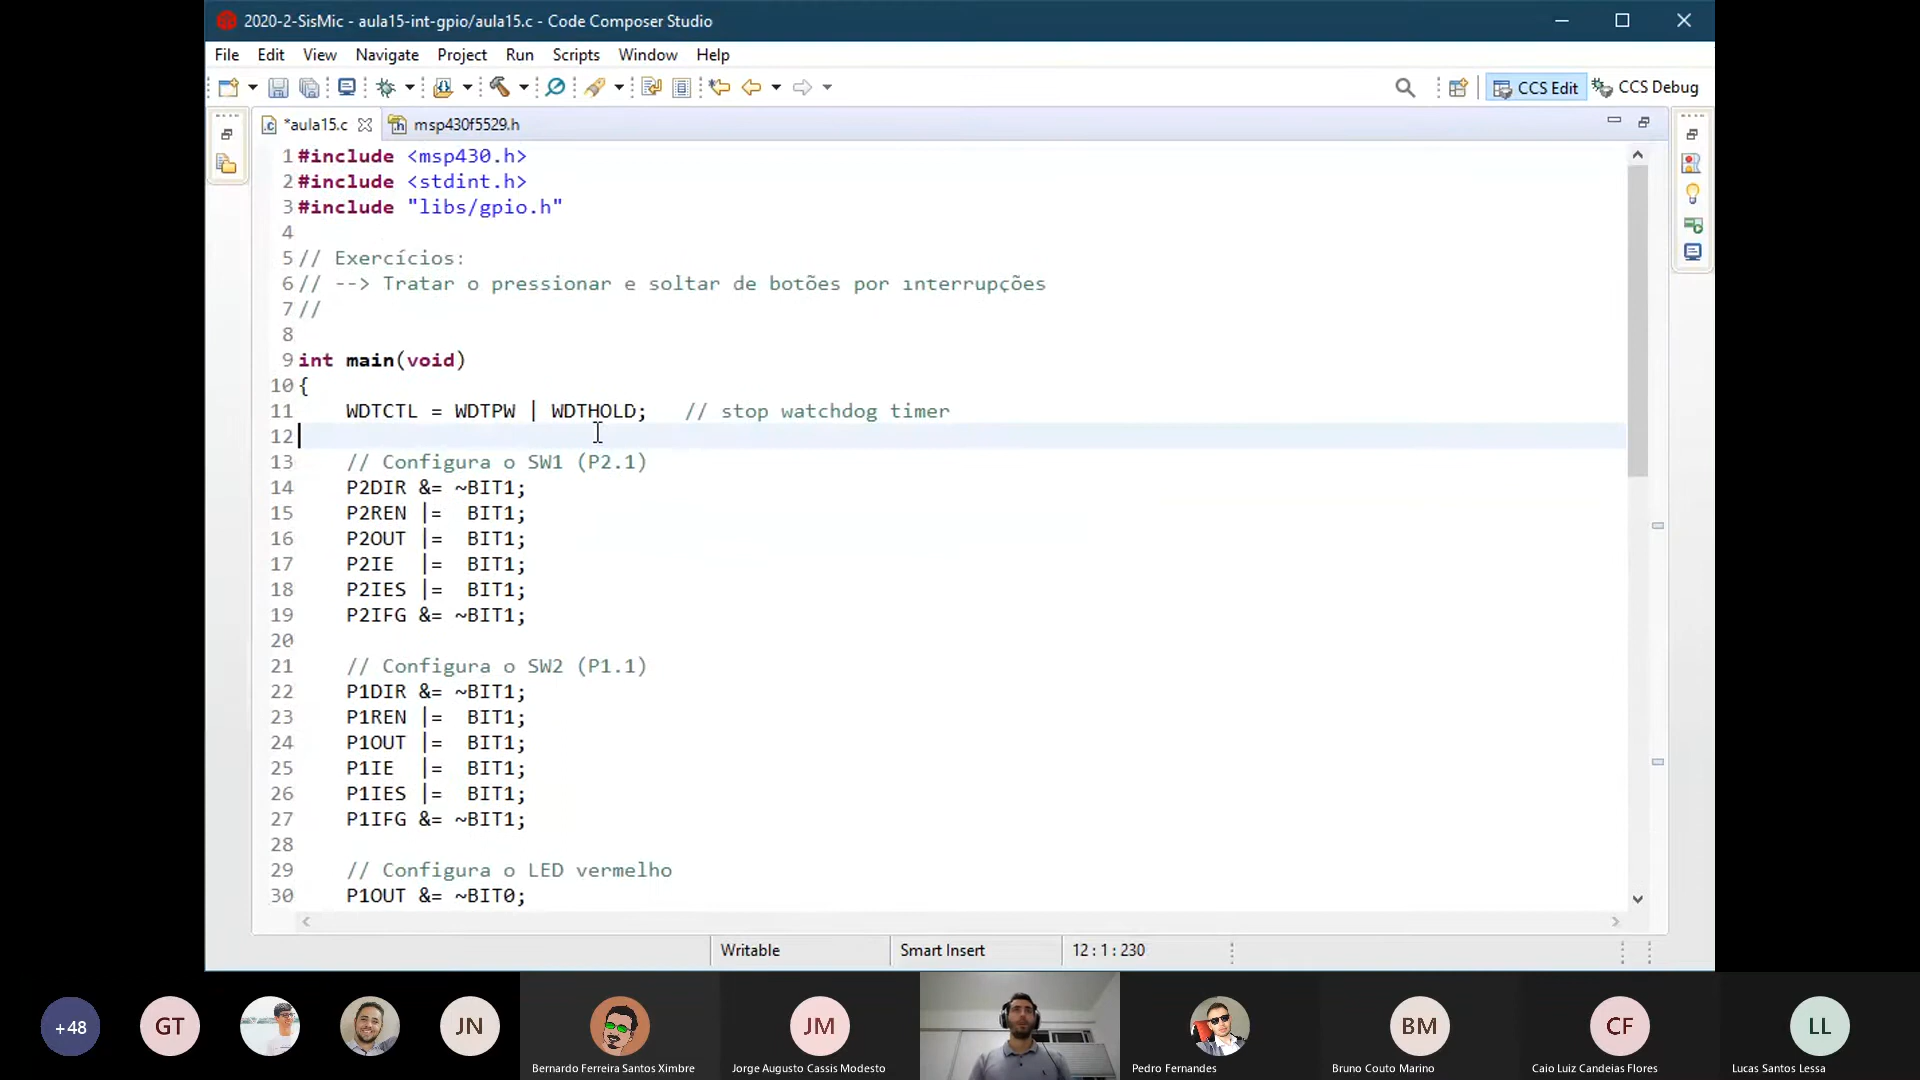 2020-2-SisMic - aula15-int-gpio/aula15.c - Code Composer Studio
File Edit View Navigate Project Run Scripts Window Help
CCS Edit CCS Debug
*aula15.c msp430f5529.h
1 #include <msp430.h>
2 #include <stdint.h>
3 #include "libs/gpio.h"
4
5 // Exercícios:
6 // --> Tratar o pressionar e soltar de botões por interrupções
7 //
8
9 int main(void)
10 {
11     WDTCTL = WDTPW | WDTHOLD;   // stop watchdog timer
12
13     // Configura o SW1 (P2.1)
14     P2DIR &= ~BIT1;
15     P2REN |=  BIT1;
16     P2OUT |=  BIT1;
17     P2IE  |=  BIT1;
18     P2IES |=  BIT1;
19     P2IFG &= ~BIT1;
20
21     // Configura o SW2 (P1.1)
22     P1DIR &= ~BIT1;
23     P1REN |=  BIT1;
24     P1OUT |=  BIT1;
25     P1IE  |=  BIT1;
26     P1IES |=  BIT1;
27     P1IFG &= ~BIT1;
28
29     // Configura o LED vermelho
30     P1OUT &= ~BIT0;
Writable Smart Insert 12 : 1 : 230
+48 GT JN JM BM CF LL
Bernardo Ferreira Santos Ximbre Jorge Augusto Cassis Modesto Pedro Fernandes Bruno Couto Marino Caio Luiz Candeias Flores Lucas Santos Lessa